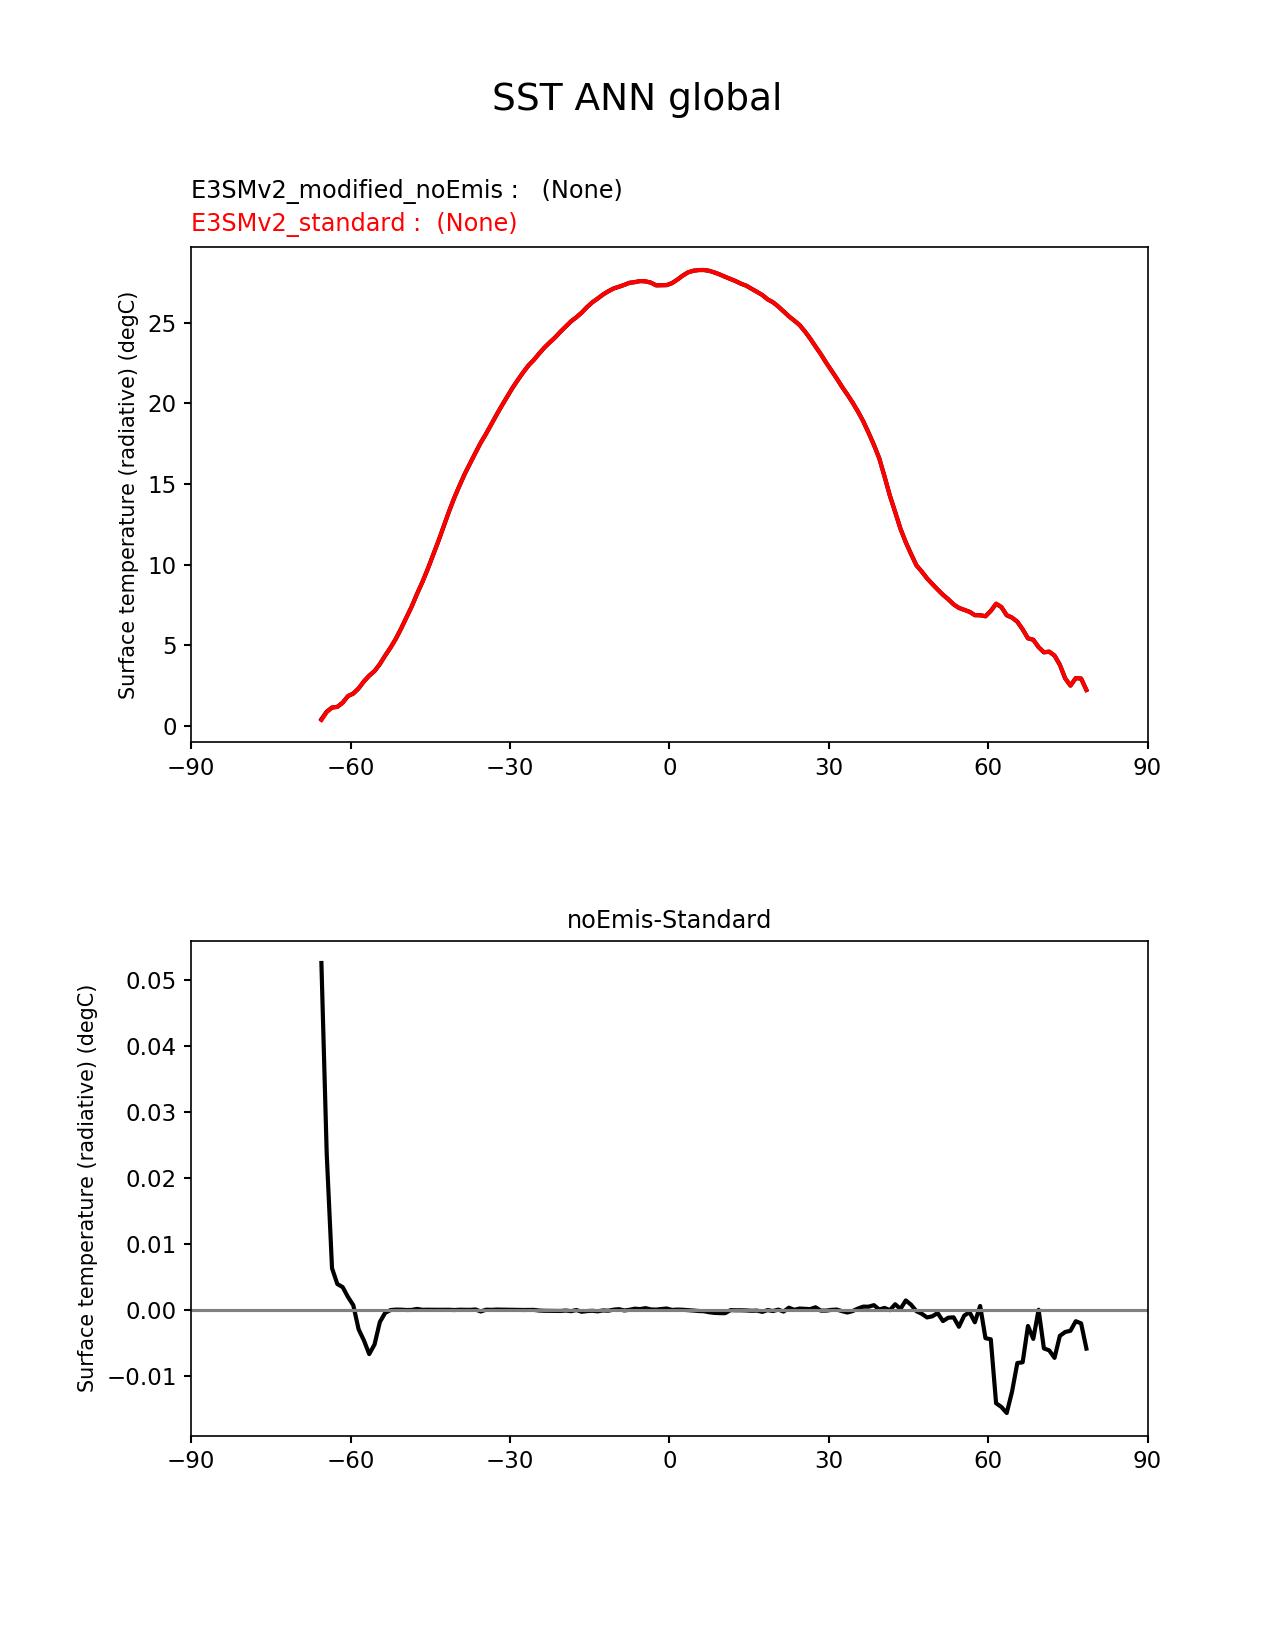 SST ANN global
E3SMv2_modified_noEmis :   (None)
E3SMv2_standard :  (None)
Surface temperature (radiative) (degC)
25
20
15
10
5
0
−90 −60 −30 0 30 60 90
noEmis-Standard
Surface temperature (radiative) (degC)
0.05
0.04
0.03
0.02
0.01
0.00
−0.01
−90 −60 −30 0 30 60 90